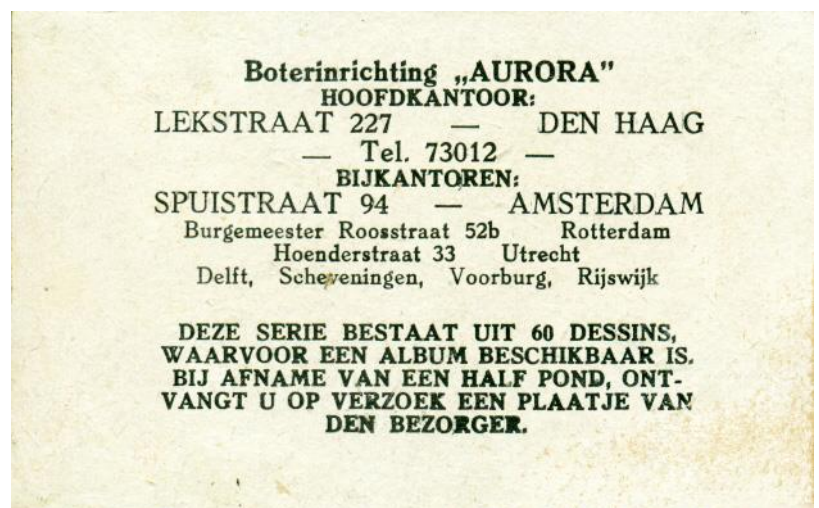 Boterinrichting „AURORA”
HOOFDKANTOOR:
LEKSTRAAT 227 — DEN HAAG
— Tel. 73012 —
BIJKANTOREN:
SPUISTRAAT 94 — AMSTERDAM
Burgemeester Roosstraat 52b Rotterdam
Hoenderstraat 33 Utrecht
Delft, Scheveningen, Voorburg, Rijswijk
DEZE SERIE BESTAAT UIT 60 DESSINS,
WAARVOOR EEN ALBUM BESCHIKBAAR IS.
BIJ AFNAME VAN EEN HALF POND, ONT-
VANGT U OP VERZOEK EEN PLAATJE VAN
DEN BEZORGER.